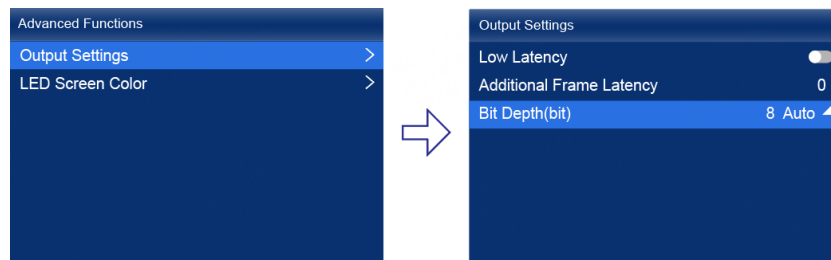 Advanced Functions
Output Settings
LED Screen Color
Output Settings
Low Latency
Additional Frame Latency 0
Bit Depth(bit) 8 Auto